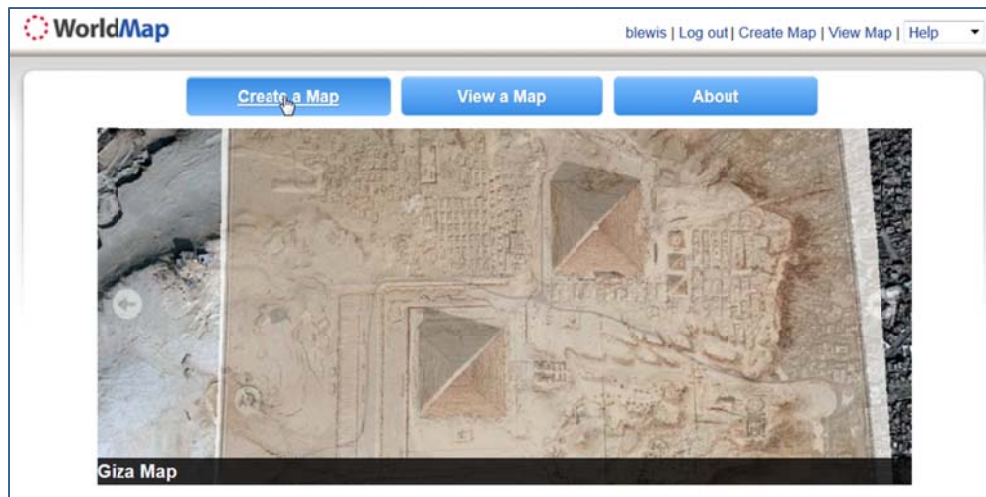 WorldMap
blewis | Log out | Create Map | View Map | Help
Create a Map
View a Map
About
Giza Map